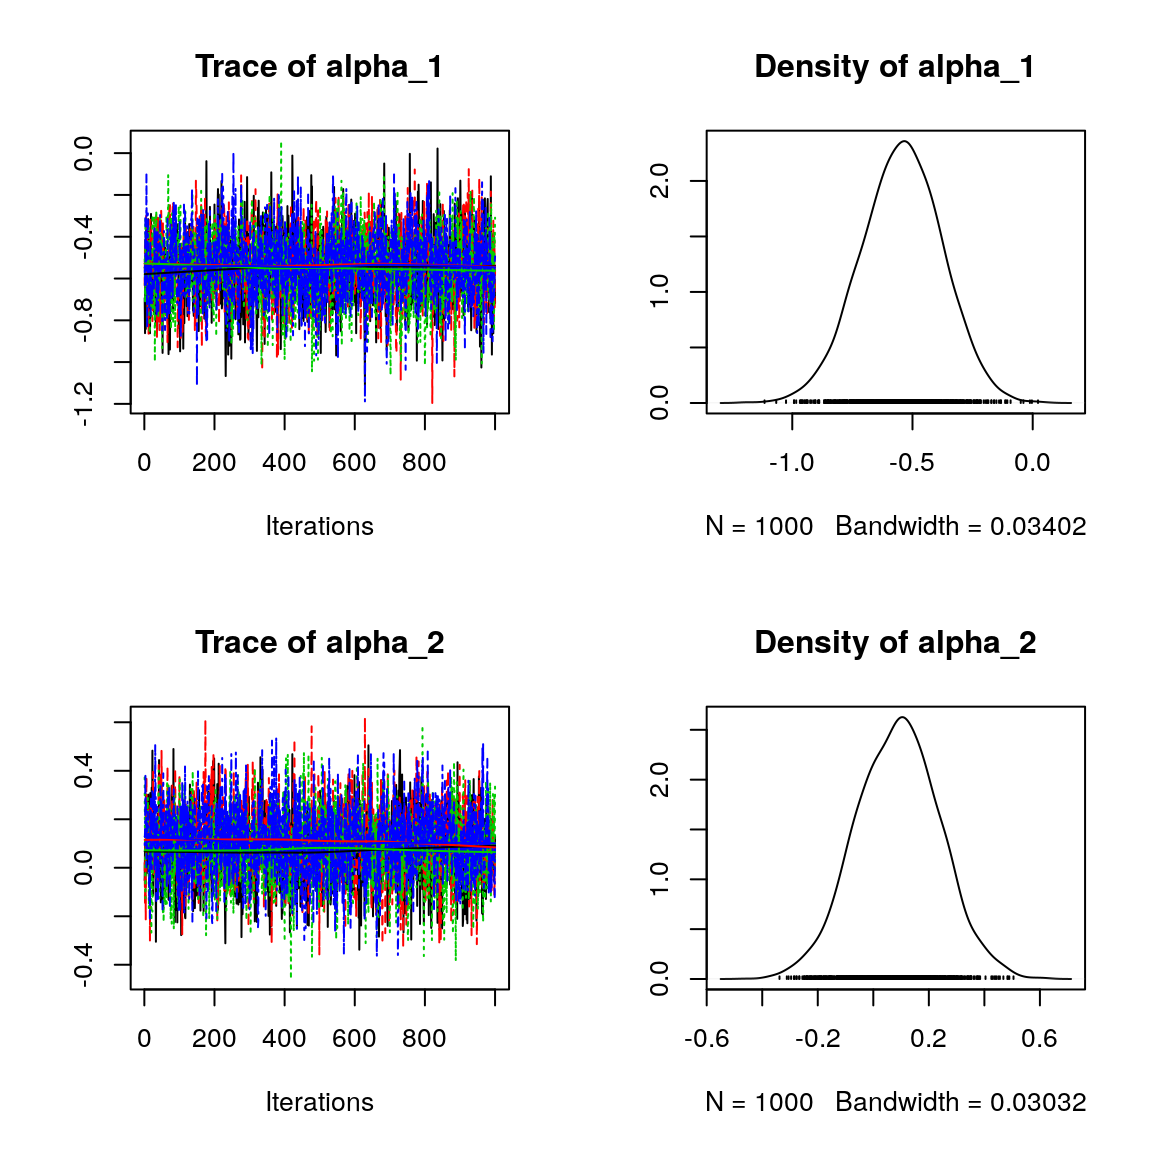 Trace of alpha_1
0.0
-0.4
-0.8
-1.2
0 200 400 600 800
Iterations
Density of alpha_1
2.0
1.0
0.0
-1.0 -0.5 0.0
N = 1000 Bandwidth = 0.03402
Trace of alpha_2
0.4
0.0
-0.4
0 200 400 600 800
Iterations
Density of alpha_2
2.0
1.0
0.0
-0.6 -0.2 0.2 0.6
N = 1000 Bandwidth = 0.03032